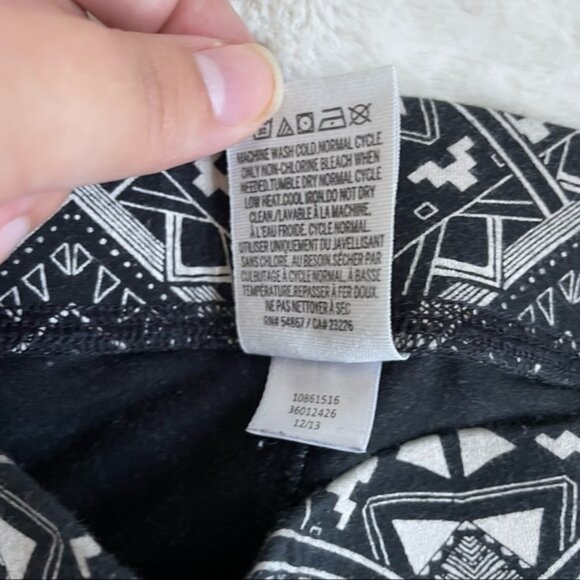 MACHINE WASH COLD.NORMAL CYCLE
ONLY NON-CHLORINE BLEACH WHEN
NEEDED.TUMBLE DRY NORMAL CYCLE
LOW HEAT.COOL IRON.DO NOT DRY
CLEAN./LAVABLE À LA MACHINE.
À L'EAU FROIDE. CYCLE NORMAL.
UTILISER UNIQUEMENT DU JAVELLISANT
SANS CHLORE. AU BESOIN.SÉCHER PAR
CULBUTAGE À CYCLE NORMAL. À BASSE
TEMPÉRATURE.REPASSER À FER DOUX.
NE PAS NETTOYER À SEC
RN# 54867 / CA# 23226
10861516
36012426
12/13